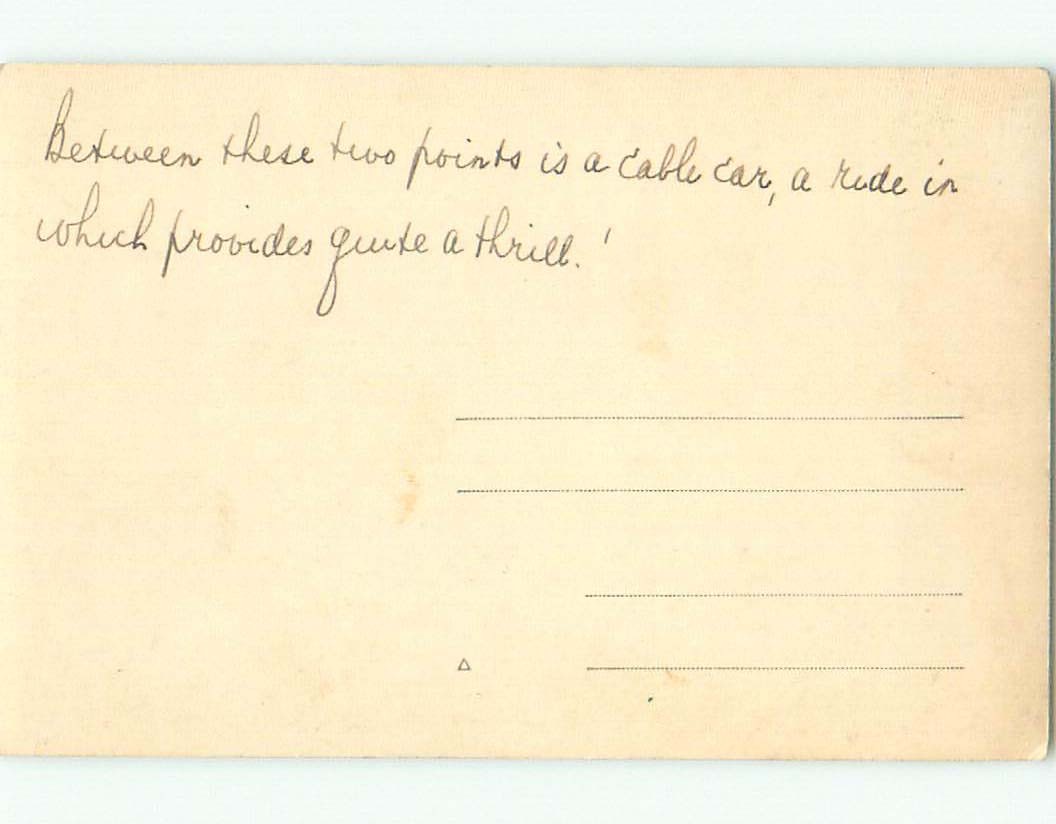 Between these two points is a cable car, a ride in
which provides quite a thrill.!